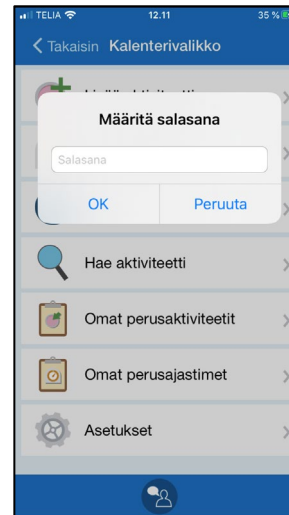 TELIA 12.11 35 %
Takaisin Kalenterivalikko
Määritä salasana
Salasana
OK Peruuta
Hae aktiviteetti
Omat perusaktiviteetit
Omat perusajastimet
Asetukset